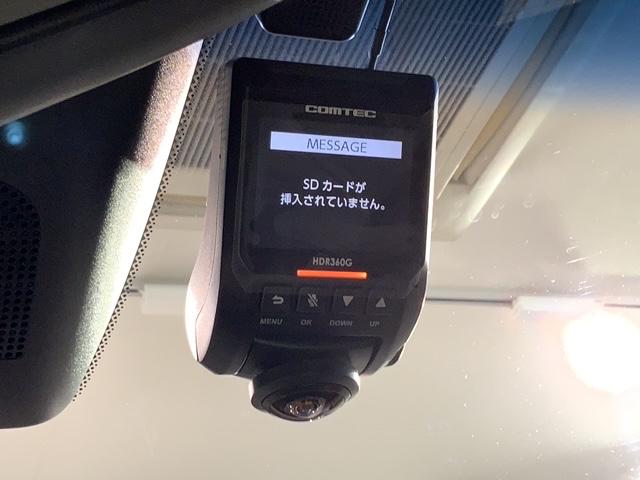 COMTEC
MESSAGE
SDカードが
挿入されていません。
HDR360G
MENU OK DOWN UP